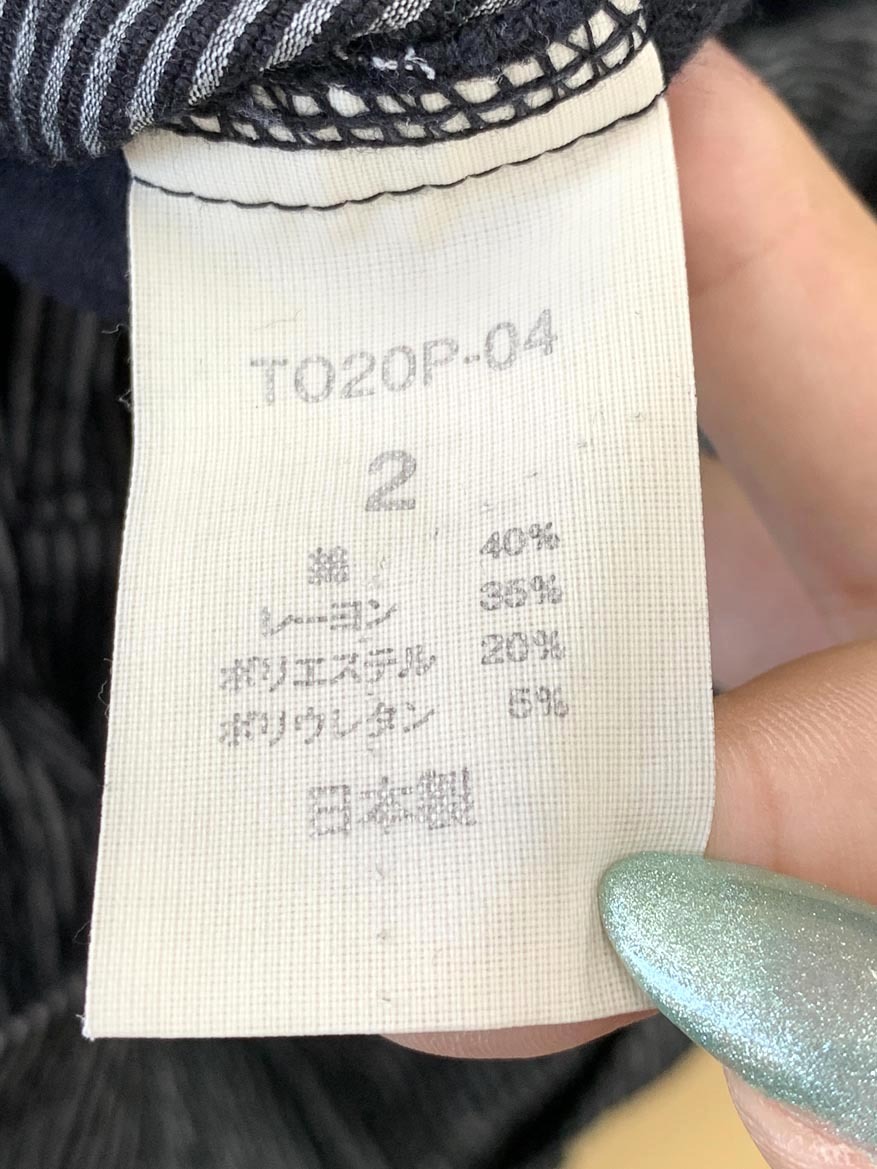 TO20P-04
2
綿 40%
レーヨン 35%
ポリエステル 20%
ポリウレタン 5%
日本製